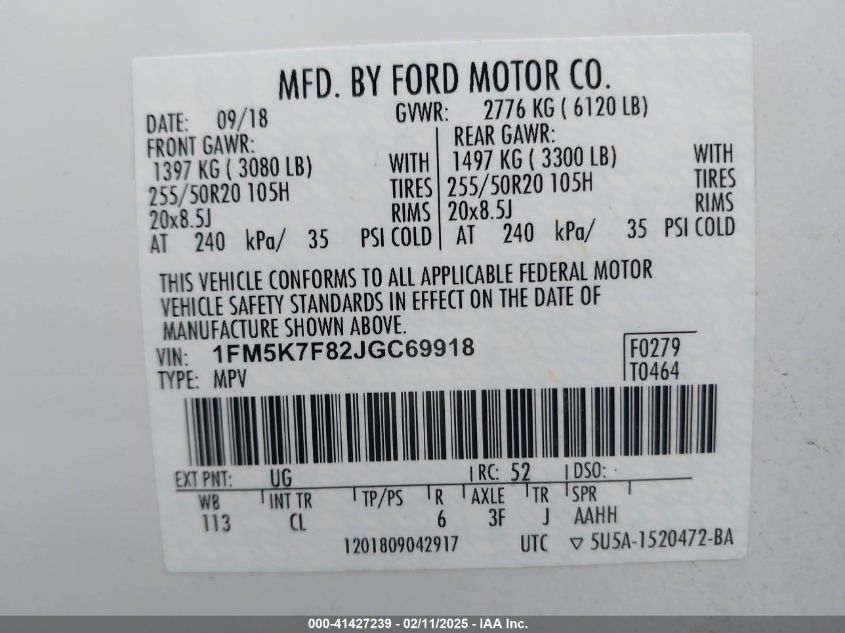 MFD. BY FORD MOTOR CO.
DATE: 09/18 GVWR: 2776 KG ( 6120 LB)
FRONT GAWR: REAR GAWR:
1397 KG ( 3080 LB) WITH 1497 KG ( 3300 LB) WITH
255/50R20 105H TIRES 255/50R20 105H TIRES
20x8.5J RIMS 20x8.5J RIMS
AT 240 kPa/ 35 PSI COLD AT 240 kPa/ 35 PSI COLD
THIS VEHICLE CONFORMS TO ALL APPLICABLE FEDERAL MOTOR
VEHICLE SAFETY STANDARDS IN EFFECT ON THE DATE OF
MANUFACTURE SHOWN ABOVE.
VIN: 1FM5K7F82JGC69918 F0279
TYPE: MPV T0464
EXT PNT: UG RC: 52 DSO:
WB INT TR TP/PS R AXLE TR SPR
113 CL 6 3F J AAHH
1201809042917 UTC ▽ 5U5A-1520472-BA
000-41427239 - 02/11/2025 - IAA Inc.